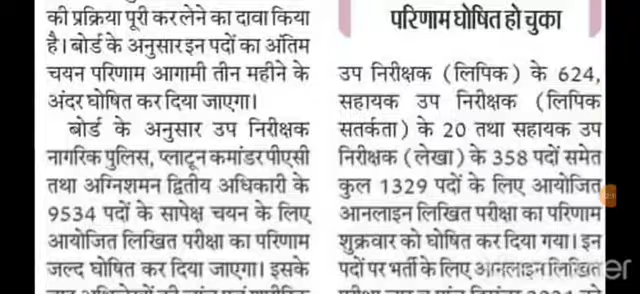 की प्रक्रिया पूरी कर लेने का दावा किया
है। बोर्ड के अनुसार इन पदों का अंतिम
चयन परिणाम आगामी तीन महीने के
अंदर घोषित कर दिया जाएगा।
बोर्ड के अनुसार उप निरीक्षक
नागरिक पुलिस, प्लाटून कमांडर पीएसी
तथा अग्निशमन द्वितीय अधिकारी के
9534 पदों के सापेक्ष चयन के लिए
आयोजित लिखित परीक्षा का परिणाम
जल्द घोषित कर दिया जाएगा। इसके
परिणाम घोषित हो चुका
उप निरीक्षक (लिपिक) के 624,
सहायक उप निरीक्षक (लिपिक
सतर्कता) के 20 तथा सहायक उप
निरीक्षक (लेखा) के 358 पदों समेत
कुल 1329 पदों के लिए आयोजित
आनलाइन लिखित परीक्षा का परिणाम
शुक्रवार को घोषित कर दिया गया। इन
पदों पर भर्ती के लिए आनलाइन लिखित